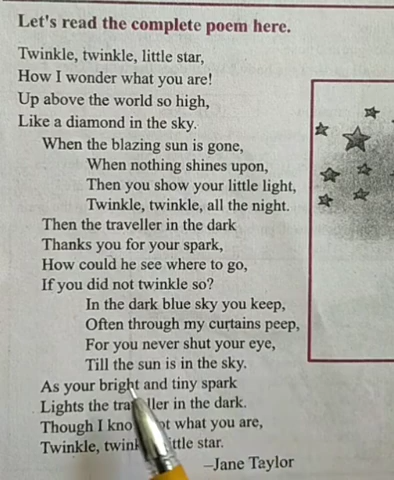 Let's read the complete poem here.
Twinkle, twinkle, little star,
How I wonder what you are!
Up above the world so high,
Like a diamond in the sky.
When the blazing sun is gone,
When nothing shines upon,
Then you show your little light,
Twinkle, twinkle, all the night.
Then the traveller in the dark
Thanks you for your spark,
How could he see where to go,
If you did not twinkle so?
In the dark blue sky you keep,
Often through my curtains peep,
For you never shut your eye,
Till the sun is in the sky.
As your bright and tiny spark
Lights the traveller in the dark.
Though I know not what you are,
Twinkle, twinkle, little star.
–Jane Taylor